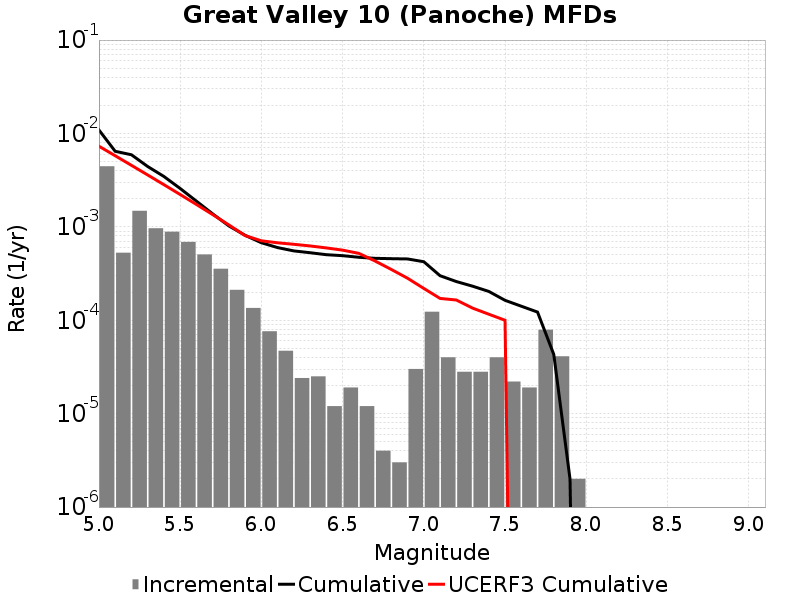 Great Valley 10 (Panoche) MFDs
10-1
10-2
10-3
10-4
10-5
10-6
Rate (1/yr)
5.0 5.5 6.0 6.5 7.0 7.5 8.0 8.5 9.0
Magnitude
Incremental Cumulative UCERF3 Cumulative